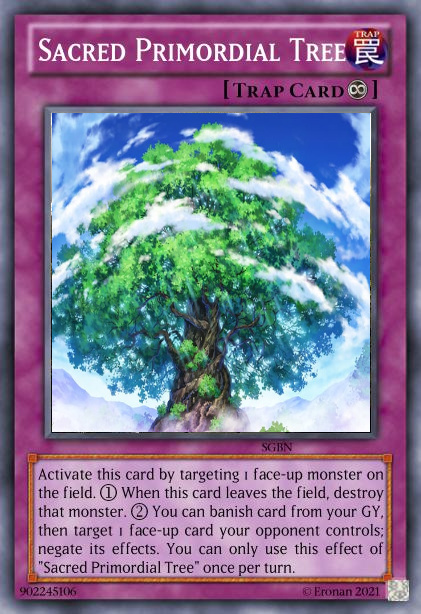 SACRED PRIMORDIAL TREE
TRAP
罠
[TRAP CARD∞]
SGBN
Activate this card by targeting 1 face-up monster on
the field. ① When this card leaves the field, destroy
that monster. ② You can banish card from your GY,
then target 1 face-up card your opponent controls;
negate its effects. You can only use this effect of
"Sacred Primordial Tree" once per turn.
902245106
© Eronan 2021